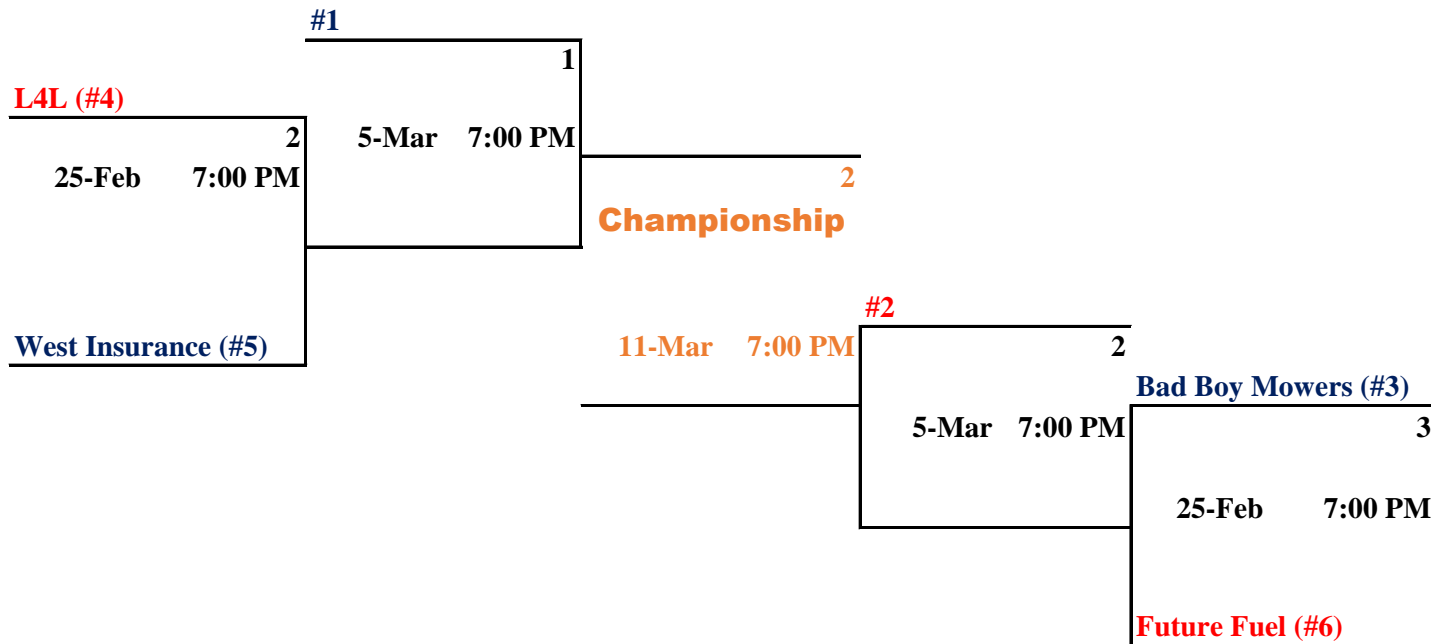 #1
1
L4L (#4)
2
5-Mar 7:00 PM
25-Feb 7:00 PM
2
Championship
#2
West Insurance (#5)
11-Mar 7:00 PM
2
Bad Boy Mowers (#3)
5-Mar 7:00 PM
3
25-Feb 7:00 PM
Future Fuel (#6)